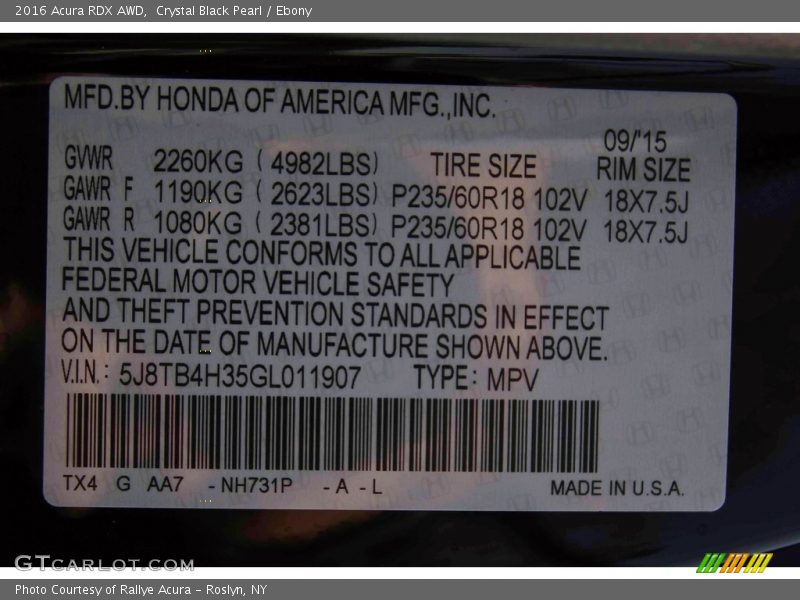 2016 Acura RDX AWD, Crystal Black Pearl / Ebony
MFD.BY HONDA OF AMERICA MFG.,INC.
09/'15
GVWR 2260KG ( 4982LBS) TIRE SIZE RIM SIZE
GAWR F 1190KG ( 2623LBS) P235/60R18 102V 18X7.5J
GAWR R 1080KG ( 2381LBS) P235/60R18 102V 18X7.5J
THIS VEHICLE CONFORMS TO ALL APPLICABLE
FEDERAL MOTOR VEHICLE SAFETY
AND THEFT PREVENTION STANDARDS IN EFFECT
ON THE DATE OF MANUFACTURE SHOWN ABOVE.
V.I.N.: 5J8TB4H35GL011907 TYPE: MPV
TX4 G AA7 -NH731P -A -L MADE IN U.S.A.
GTCARLOT.COM
Photo Courtesy of Rallye Acura - Roslyn, NY